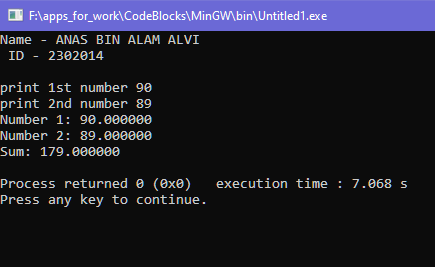 F:\apps_for_work\CodeBlocks\MinGW\bin\Untitled1.exe
Name - ANAS BIN ALAM ALVI
 ID - 2302014
print 1st number 90
print 2nd number 89
Number 1: 90.000000
Number 2: 89.000000
Sum: 179.000000
Process returned 0 (0x0)   execution time : 7.068 s
Press any key to continue.